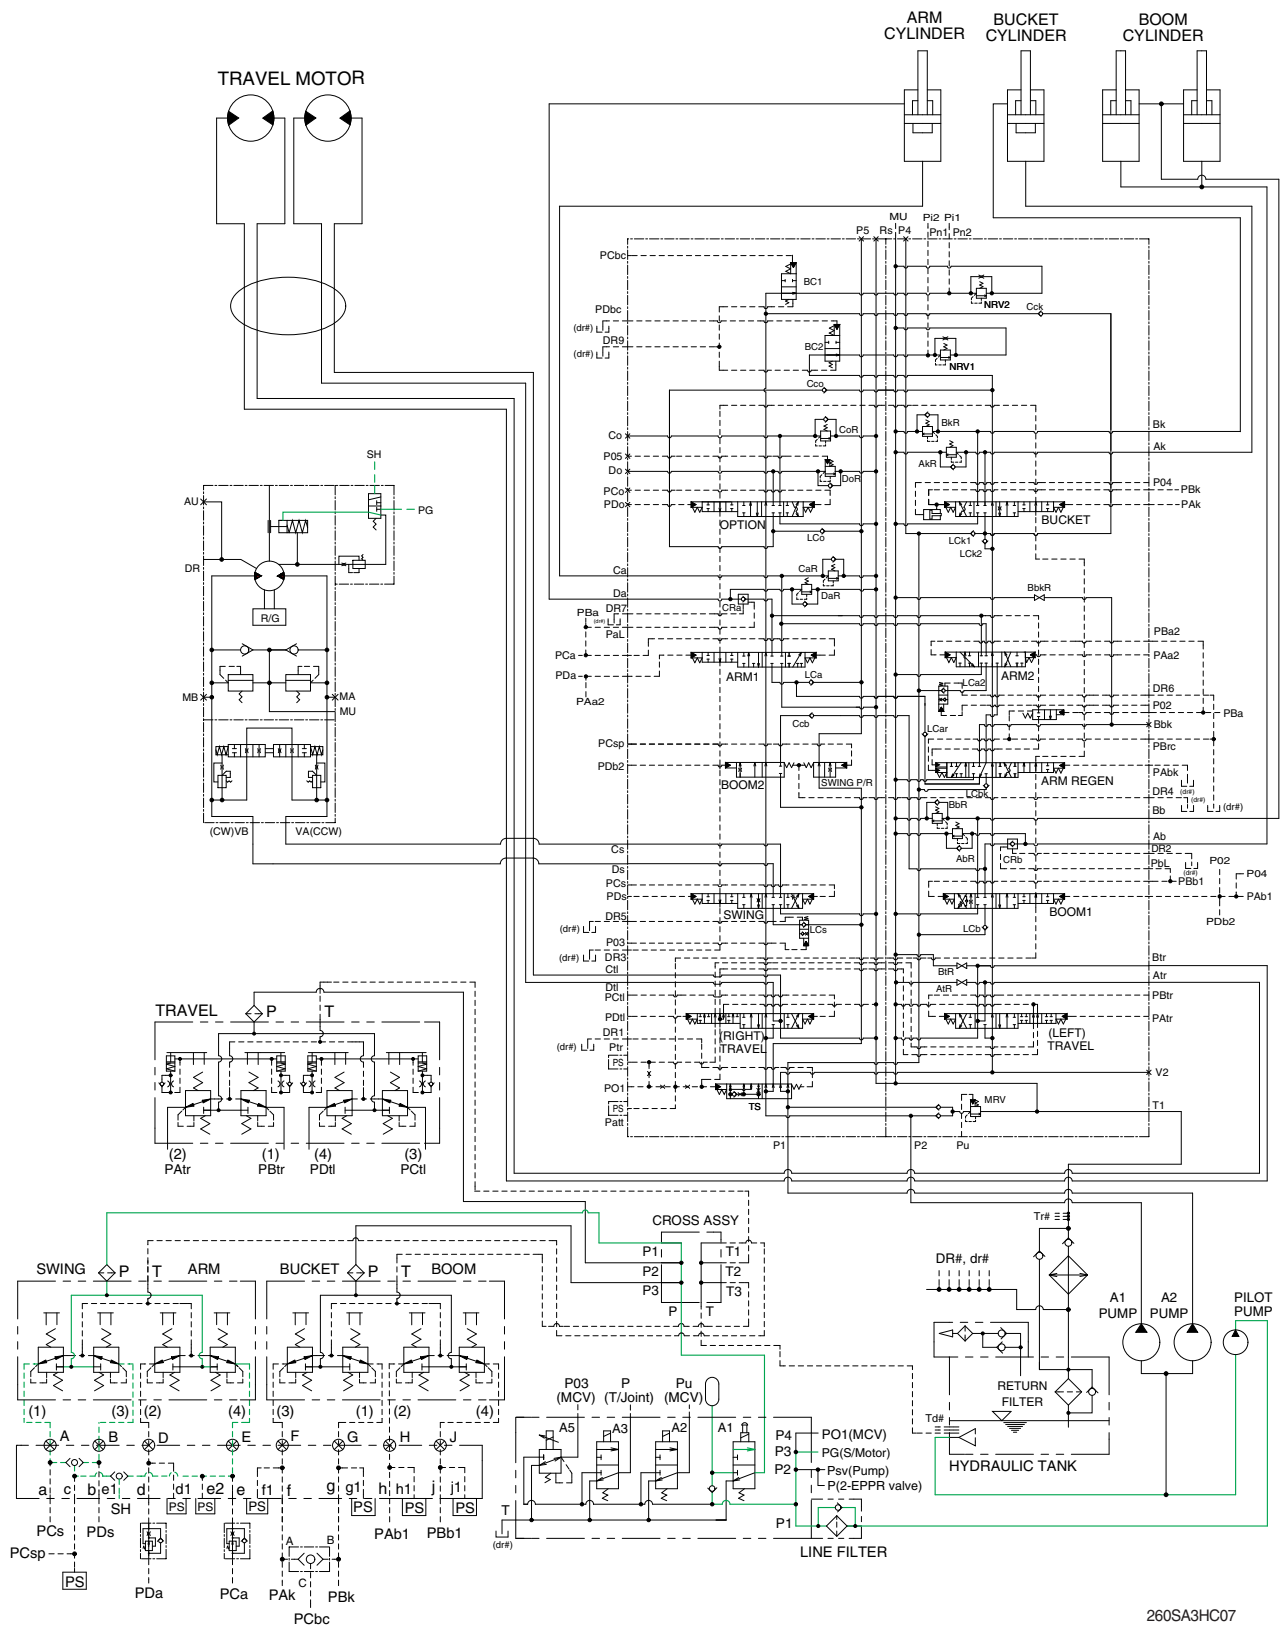 ARM
CYLINDER
BUCKET
CYLINDER
BOOM
CYLINDER
TRAVEL MOTOR
MU
Pi2
Pi1
P5
Rs
P4
Pn1
Pn2
PCbc
BC1
NRV2
Cck
PDbc
(dr#)
DR9
(dr#)
BC2
NRV1
Cco
Co
CoR
BkR
Bk
P05
AkR
Ak
Do
DoR
PCo
P04
PBk
PDo
PAk
OPTION
BUCKET
LCo
LCk1
LCk2
SH
AU
PG
DR
R/G
MB
MA
MU
(CW)VB
VA(CCW)
Ca
CaR
Da
DaR
BbkR
PBa
DR7
(dr#)
CRa
PaL
PBa2
PCa
PAa2
PDa
ARM1
ARM2
LCa
LCa2
DR6
PAa2
P02
PBa
Ccb
LCar
Bbk
PCsp
PBrc
PDb2
PAbk
BOOM2
SWING P/R
ARM REGEN
(dr#)
LCbk
DR4
(dr#)
(dr#)
BbR
Bb
AbR
CRb
Ab
Cs
DR2
Ds
PbL
(dr#)
P02
PCs
PBb1
P04
PDs
PAb1
SWING
BOOM1
PDb2
DR5
(dr#)
LCs
LCb
P03
(dr#)
DR3
Btr
Ctl
BtR
Atr
Dtl
AtR
PCtl
PBtr
PDtl
PAtr
(RIGHT)
TRAVEL
(LEFT)
TRAVEL
DR1
(dr#)
Ptr
PS
PO1
V2
TS
PS
MRV
T1
Patt
P1
P2
Pu
TRAVEL
P
T
(2)
(1)
(4)
(3)
PAtr
PBtr
PDtl
PCtl
CROSS ASSY
P1
T1
P2
T2
P3
T3
P
T
SWING
P
T
ARM
BUCKET
P
T
BOOM
(1)
(3)
(2)
(4)
(3)
(1)
(2)
(4)
A
B
D
E
F
G
H
J
a
c
b
e1
d
d1
e2
e
f1
f
g
g1
h
h1
j
j1
SH
PS
PS
PS
PS
PS
PS
PCs
PDs
PAb1
PBb1
PCsp
PS
PDa
PCa
A
B
C
PAk
PBk
PCbc
P03
(MCV)
P
(T/Joint)
Pu
(MCV)
A5
A3
A2
A1
P4
PO1(MCV)
P3
PG(S/Motor)
P2
Psv(Pump)
P(2-EPPR valve)
T
P1
(dr#)
LINE FILTER
Tr#
DR#, dr#
A1
PUMP
A2
PUMP
PILOT
PUMP
RETURN
FILTER
Td#
HYDRAULIC TANK
260SA3HC07